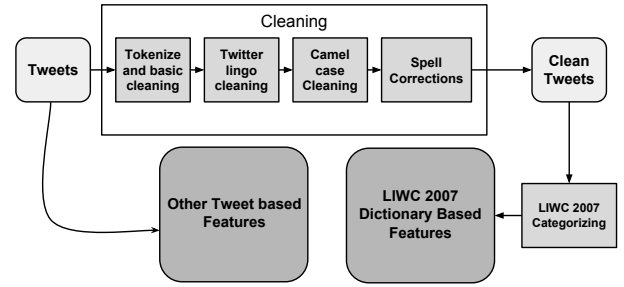 Cleaning
Tweets
Tokenize
and basic
cleaning
Twitter
lingo
cleaning
Camel
case
Cleaning
Spell
Corrections
Clean
Tweets
Other Tweet based
Features
LIWC 2007
Dictionary Based
Features
LIWC 2007
Categorizing